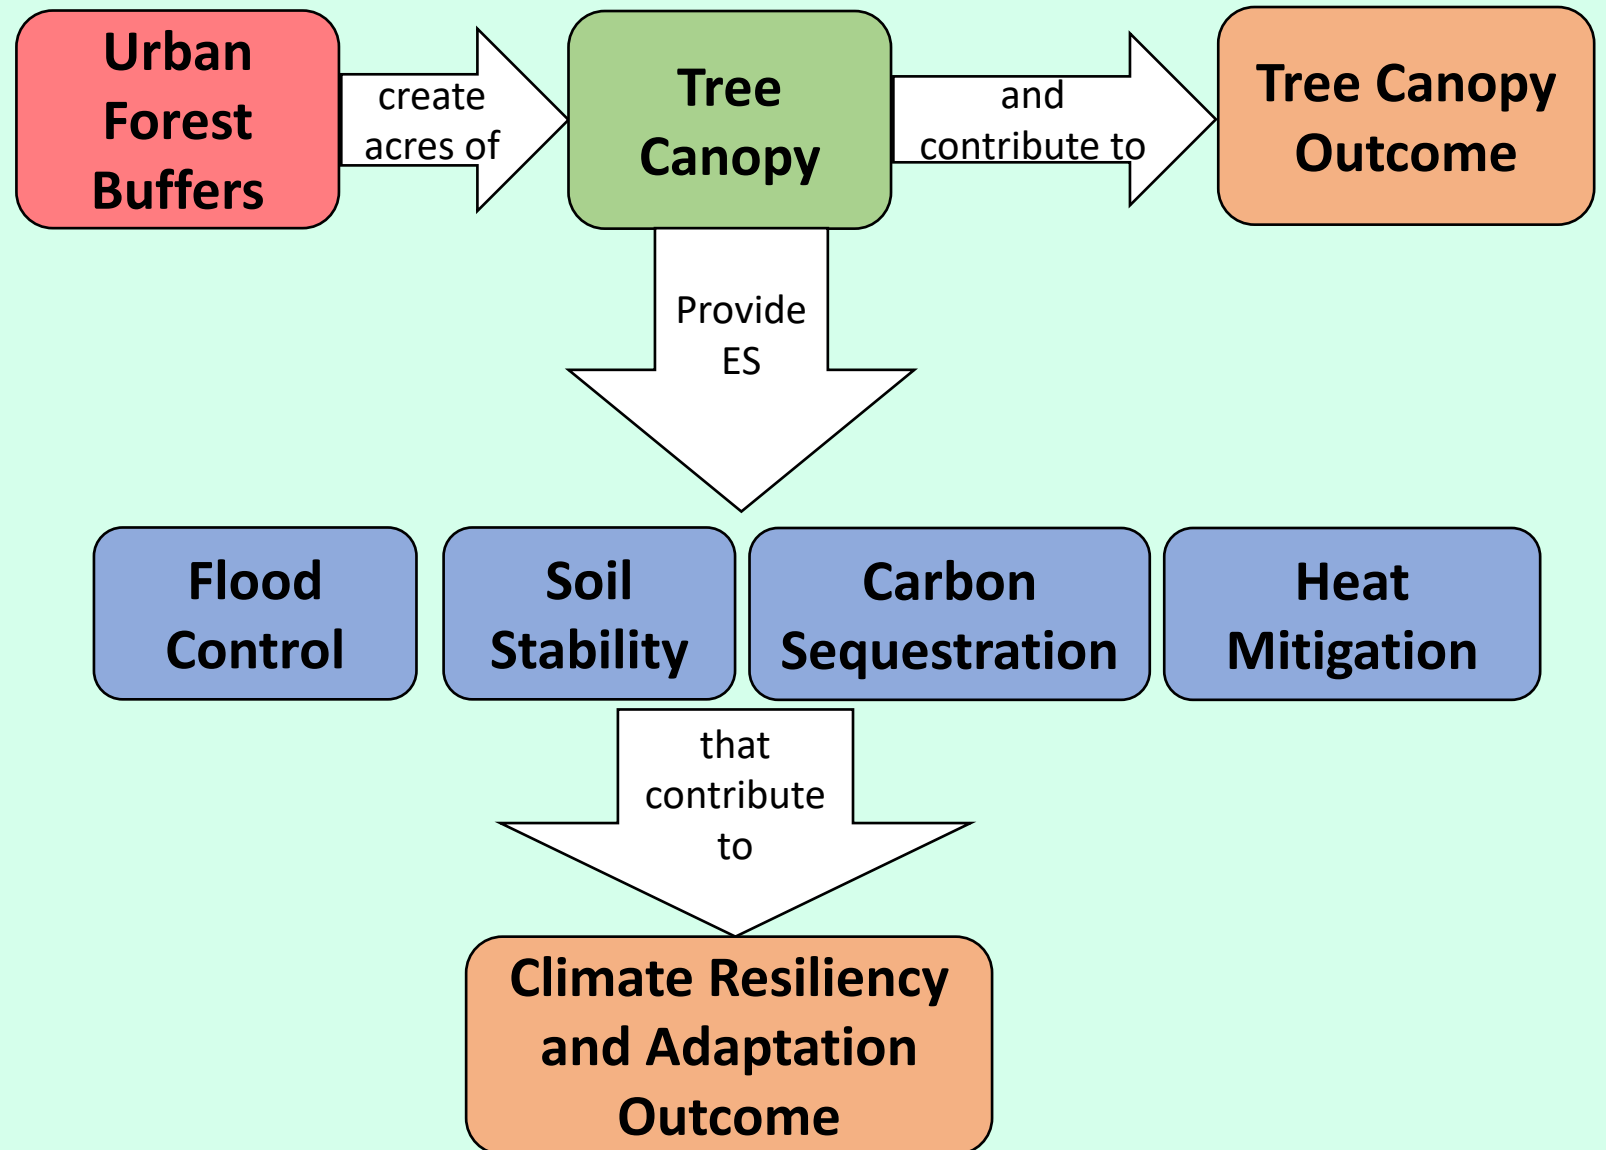 Urban
Forest
Buffers
create
acres of
Tree
Canopy
and
contribute to
Tree Canopy
Outcome
Provide
ES
Flood
Control
Soil
Stability
Carbon
Sequestration
Heat
Mitigation
that
contribute
to
Climate Resiliency
and Adaptation
Outcome